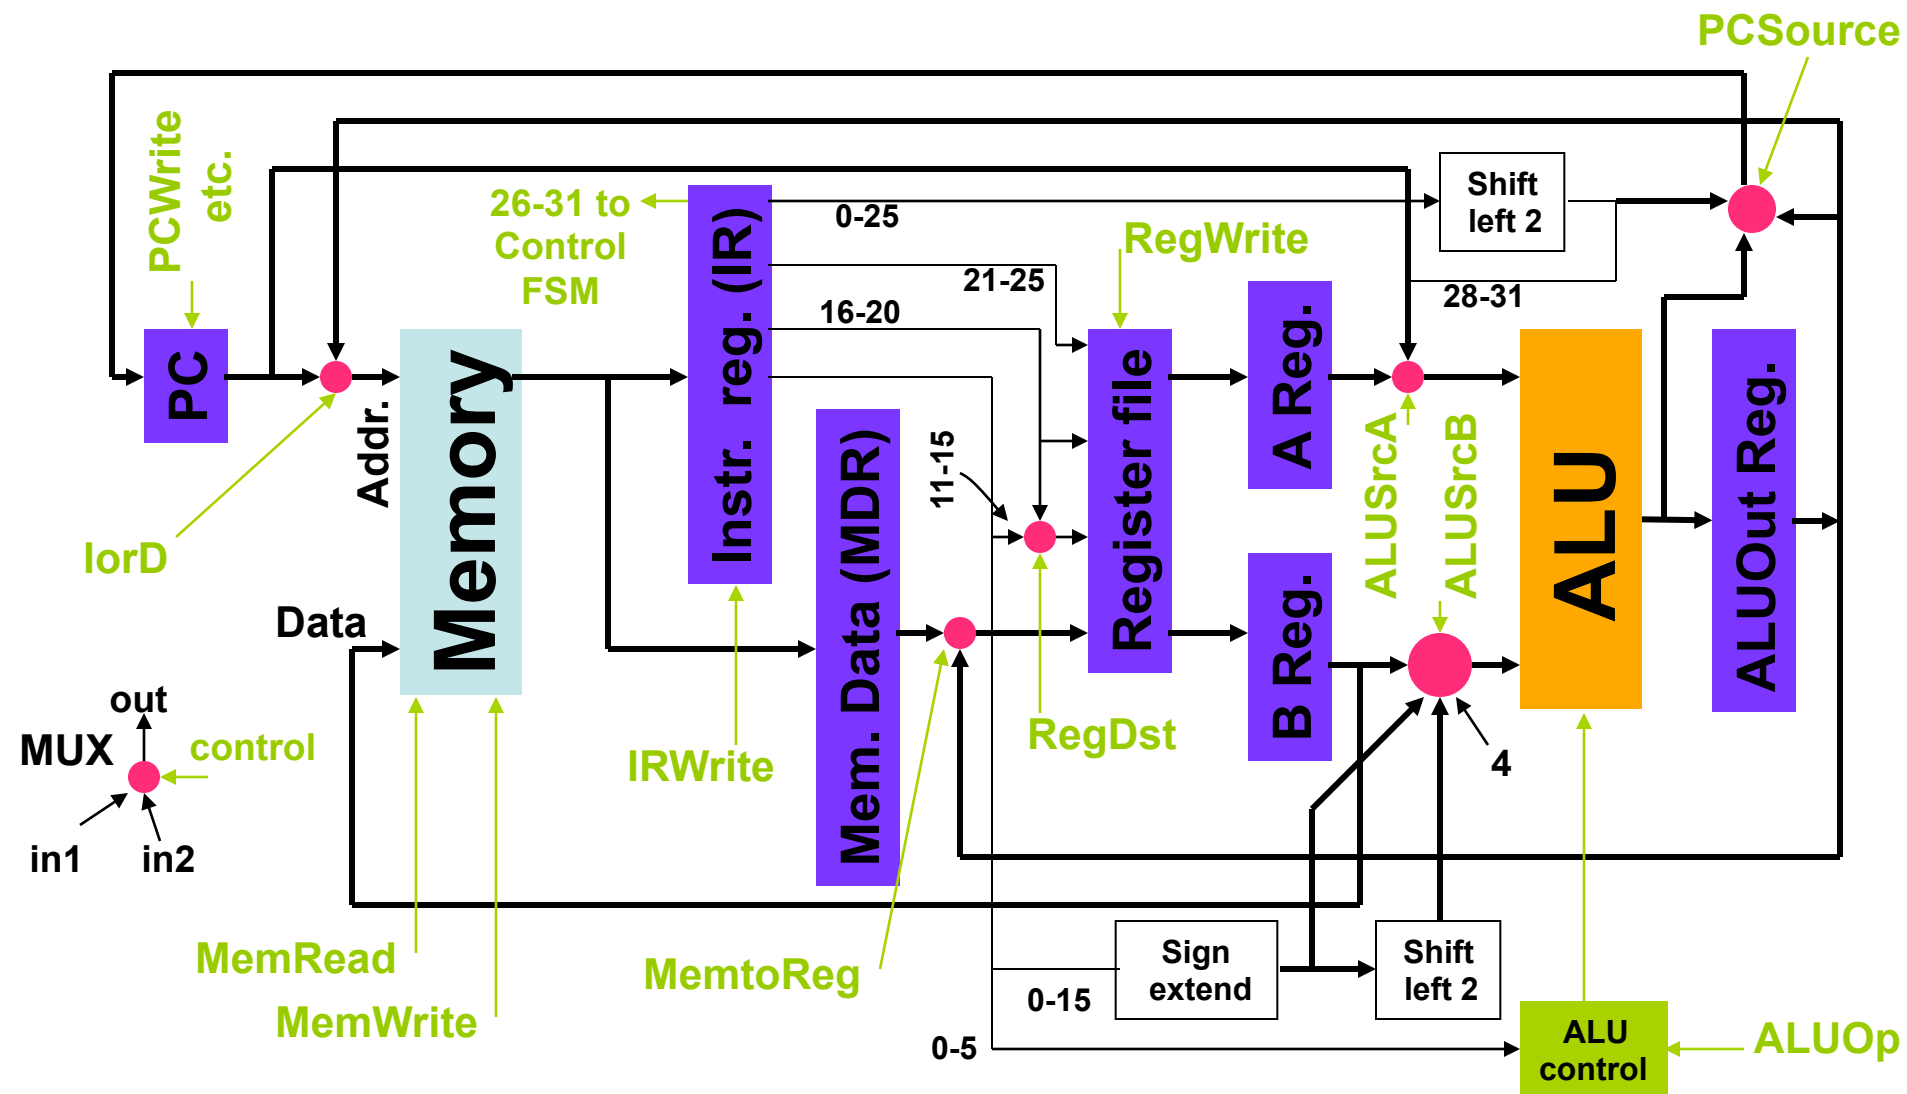 PCSource
PCWrite
etc.
26-31 to
Control
FSM
0-25
Shift
left 2
RegWrite
21-25
16-20
28-31
PC
Addr.
Memory
Instr. reg. (IR)
Mem. Data (MDR)
11-15
Register file
A Reg.
B Reg.
ALUSrcA
ALUSrcB
ALU
ALUOut Reg.
IorD
Data
out
MUX
control
in1
in2
IRWrite
RegDst
4
MemRead
MemWrite
MemtoReg
Sign
extend
Shift
left 2
0-15
0-5
ALU
control
ALUOp